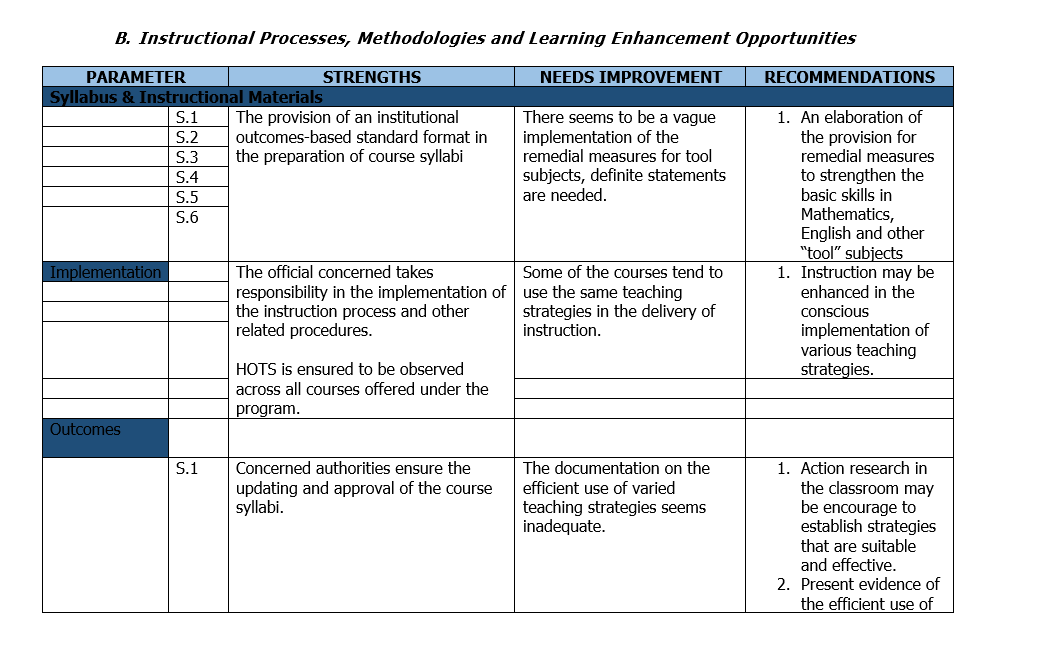 B. Instructional Processes, Methodologies and Learning Enhancement Opportunities
PARAMETER STRENGTHS NEEDS IMPROVEMENT RECOMMENDATIONS
Syllabus & Instructional Materials
S.1
S.2
S.3
S.4
S.5
S.6
The provision of an institutional
outcomes-based standard format in
the preparation of course syllabi
There seems to be a vague
implementation of the
remedial measures for tool
subjects, definite statements
are needed.
1. An elaboration of
the provision for
remedial measures
to strengthen the
basic skills in
Mathematics,
English and other
“tool” subjects
Implementation
The official concerned takes
responsibility in the implementation of
the instruction process and other
related procedures.
HOTS is ensured to be observed
across all courses offered under the
program.
Some of the courses tend to
use the same teaching
strategies in the delivery of
instruction.
1. Instruction may be
enhanced in the
conscious
implementation of
various teaching
strategies.
Outcomes
S.1
Concerned authorities ensure the
updating and approval of the course
syllabi.
The documentation on the
efficient use of varied
teaching strategies seems
inadequate.
1. Action research in
the classroom may
be encourage to
establish strategies
that are suitable
and effective.
2. Present evidence of
the efficient use of